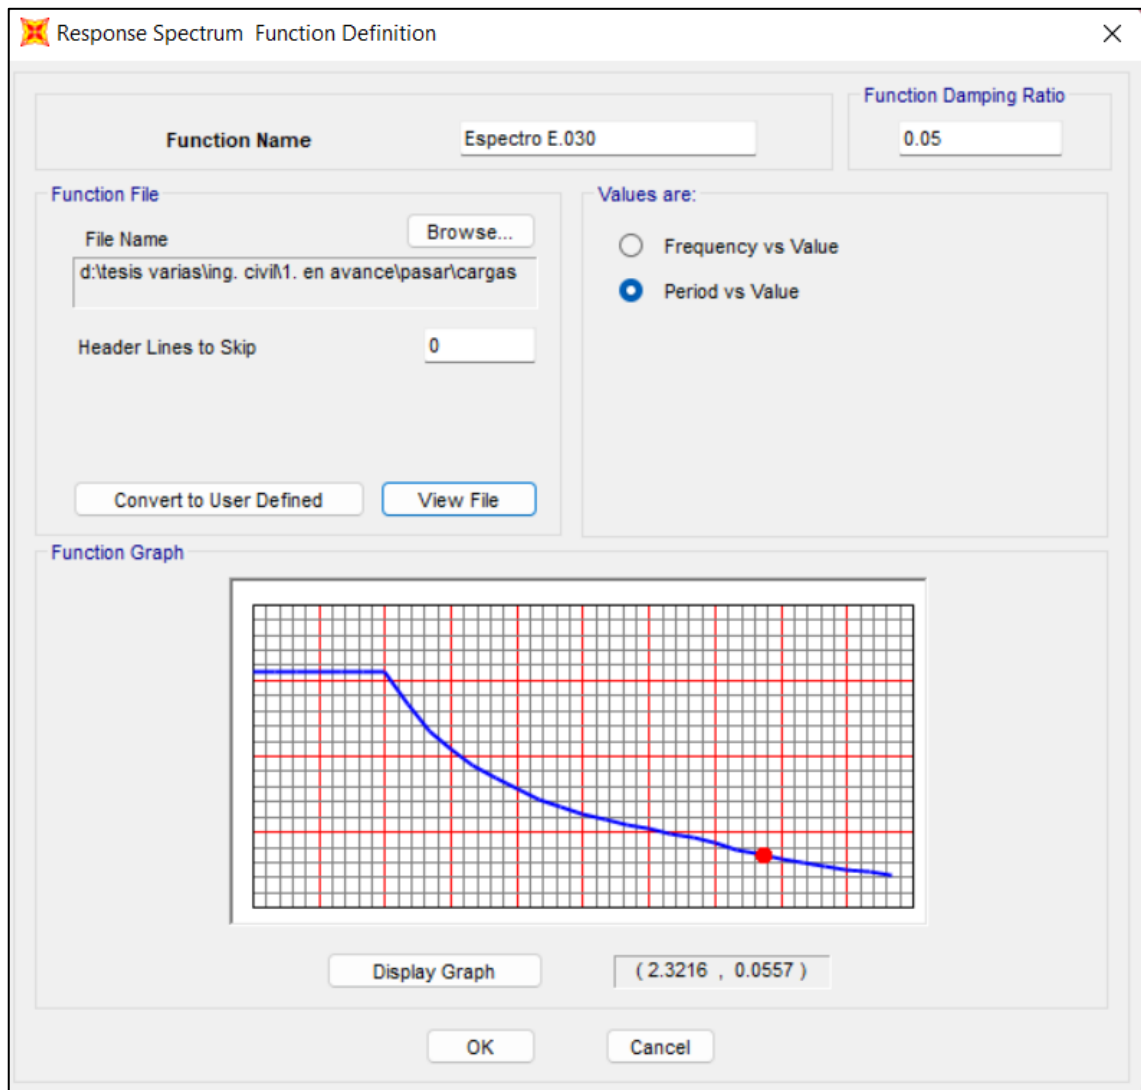 Response Spectrum Function Definition
Function Damping Ratio
Function Name
Espectro E.030
0.05
Function File
Values are:
File Name
Browse...
d:\tesis varias\ing. civil\1. en avance\pasar\cargas
Frequency vs Value
Period vs Value
Header Lines to Skip
0
Convert to User Defined
View File
Function Graph
Display Graph
( 2.3216 , 0.0557 )
OK
Cancel